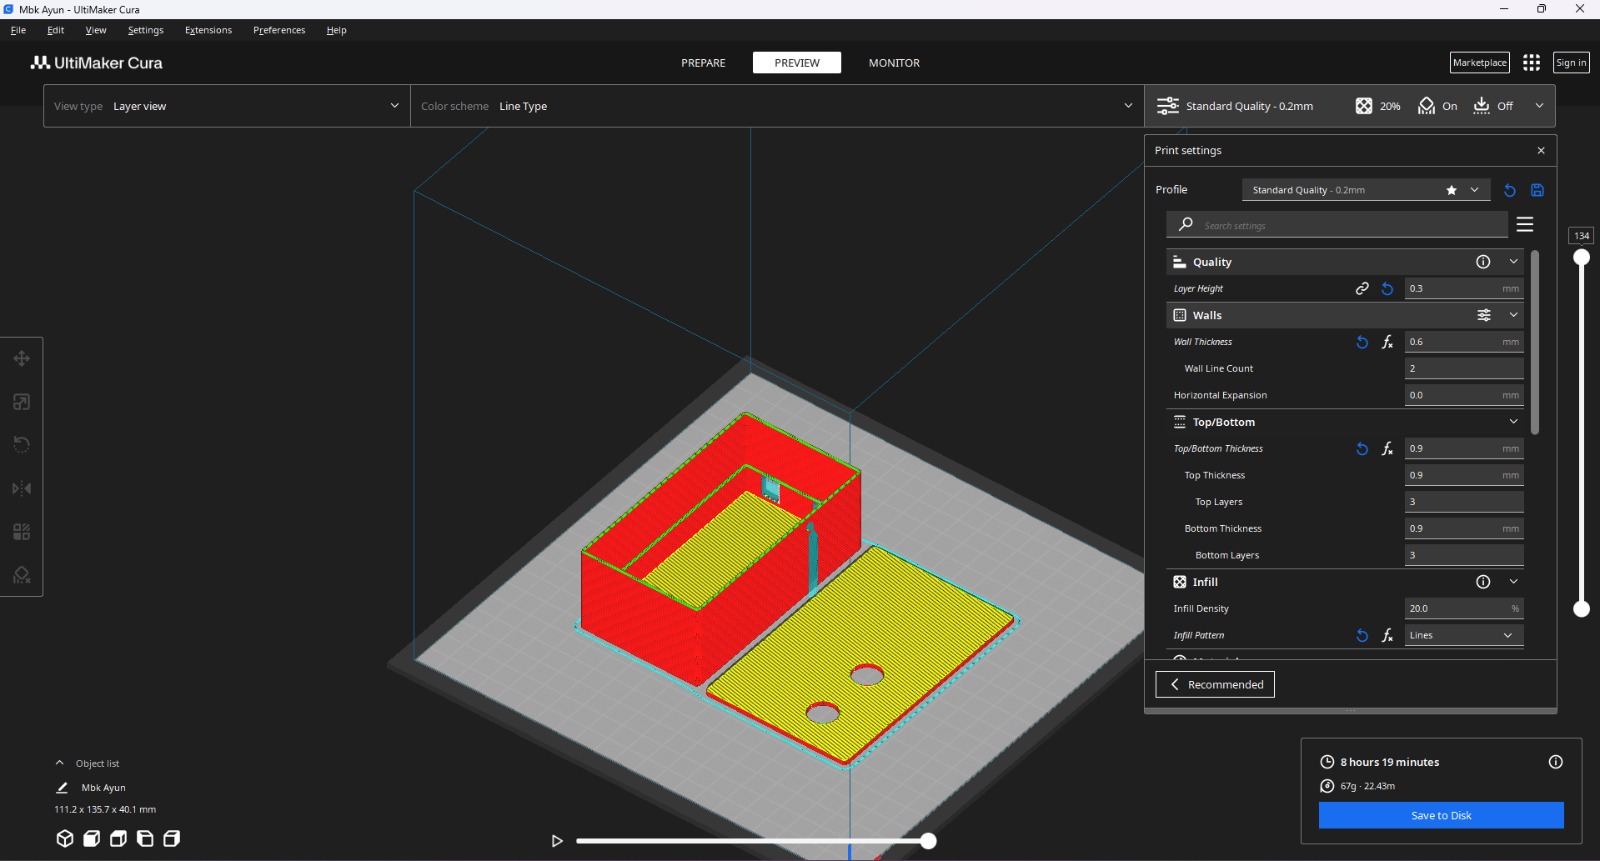 Mbk Ayun - UltiMaker Cura
File Edit View Settings Extensions Preferences Help
UltiMaker Cura
PREPARE PREVIEW MONITOR
Marketplace
Sign in
View type Layer view
Color scheme Line Type
Standard Quality - 0.2mm 20% On Off
Print settings
Profile Standard Quality - 0.2mm
Search settings
134
Quality
Layer Height 0.3 mm
Walls
Wall Thickness 0.6 mm
Wall Line Count 2
Horizontal Expansion 0.0 mm
Top/Bottom
Top/Bottom Thickness 0.9 mm
Top Thickness 0.9 mm
Top Layers 3
Bottom Thickness 0.9 mm
Bottom Layers 3
Infill
Infill Density 20.0 %
Infill Pattern Lines
Recommended
Object list
Mbk Ayun
111.2 x 135.7 x 40.1 mm
8 hours 19 minutes
67g · 22.43m
Save to Disk